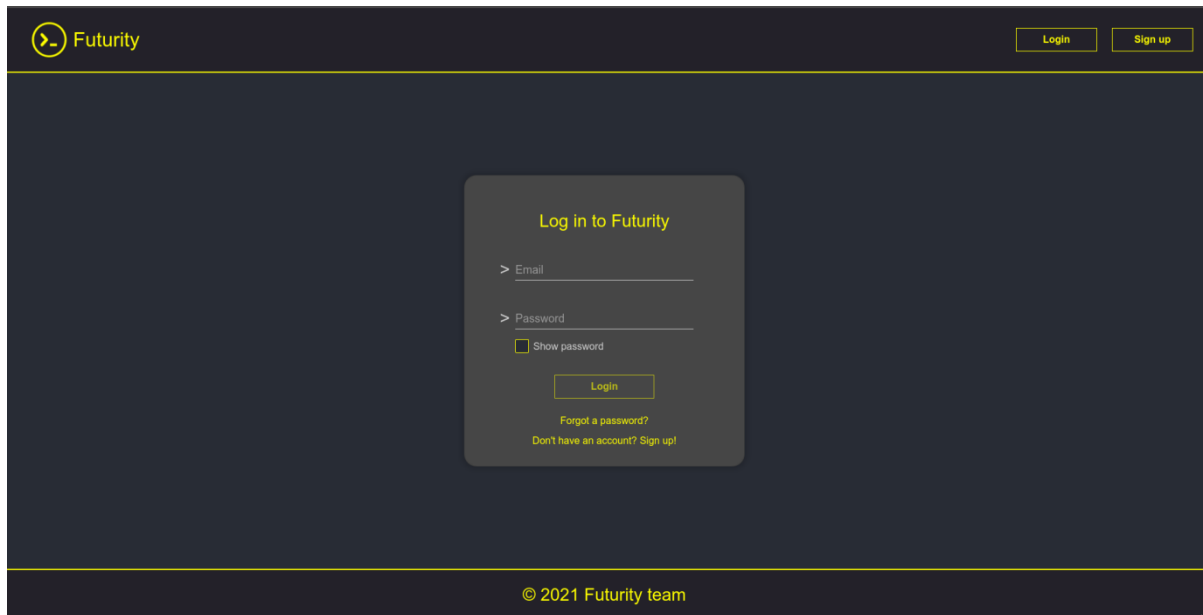 Futurity
Login
Sign up
Log in to Futurity
> Email
> Password
Show password
Login
Forgot a password?
Don't have an account? Sign up!
© 2021 Futurity team